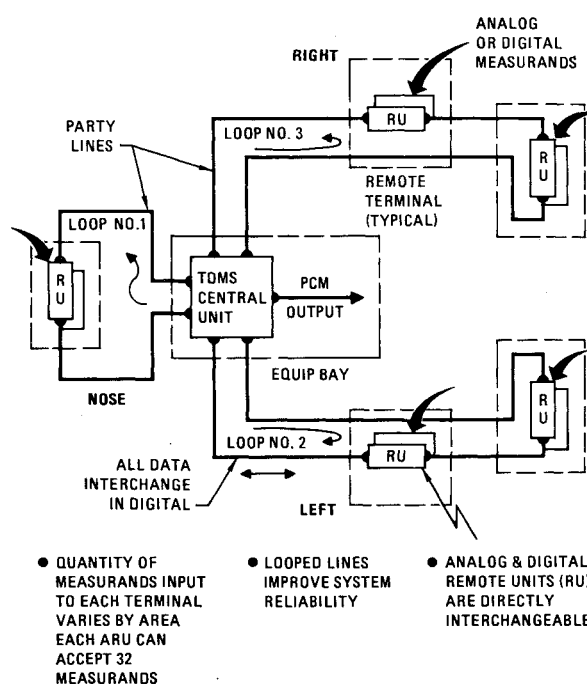 ANALOG
OR DIGITAL
MEASURANDS
RIGHT
RU
LOOP NO. 3
PARTY
LINES
REMOTE
TERMINAL
(TYPICAL)
R
U
LOOP NO.1
R
U
TDMS
CENTRAL
UNIT
PCM
OUTPUT
EQUIP BAY
NOSE
R
U
LOOP NO. 2
RU
ALL DATA
INTERCHANGE
IN DIGITAL
LEFT
● QUANTITY OF
MEASURANDS INPUT
TO EACH TERMINAL
VARIES BY AREA
EACH ARU CAN
ACCEPT 32
MEASURANDS
● LOOPED LINES
IMPROVE SYSTEM
RELIABILITY
● ANALOG & DIGITAL
REMOTE UNITS (RU)
ARE DIRECTLY
INTERCHANGEABLE